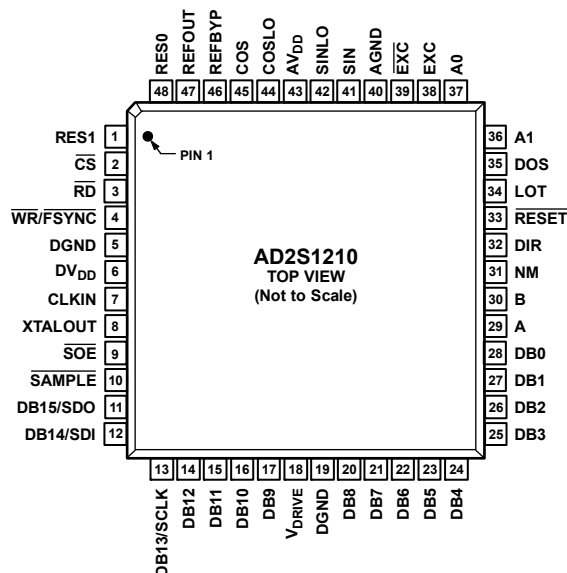 RES0
REFOUT
REFBYP
COS
COSLO
AVDD
SINLO
SIN
AGND
EXC
EXC
A0
48 47 46 45 44 43 42 41 40 39 38 37
RES1 1
CS 2
RD 3
WR/FSYNC 4
DGND 5
DVDD 6
CLKIN 7
XTALOUT 8
SOE 9
SAMPLE 10
DB15/SDO 11
DB14/SDI 12
PIN 1
AD2S1210
TOP VIEW
(Not to Scale)
36 A1
35 DOS
34 LOT
33 RESET
32 DIR
31 NM
30 B
29 A
28 DB0
27 DB1
26 DB2
25 DB3
13 14 15 16 17 18 19 20 21 22 23 24
DB13/SCLK
DB12
DB11
DB10
DB9
VDRIVE
DGND
DB8
DB7
DB6
DB5
DB4